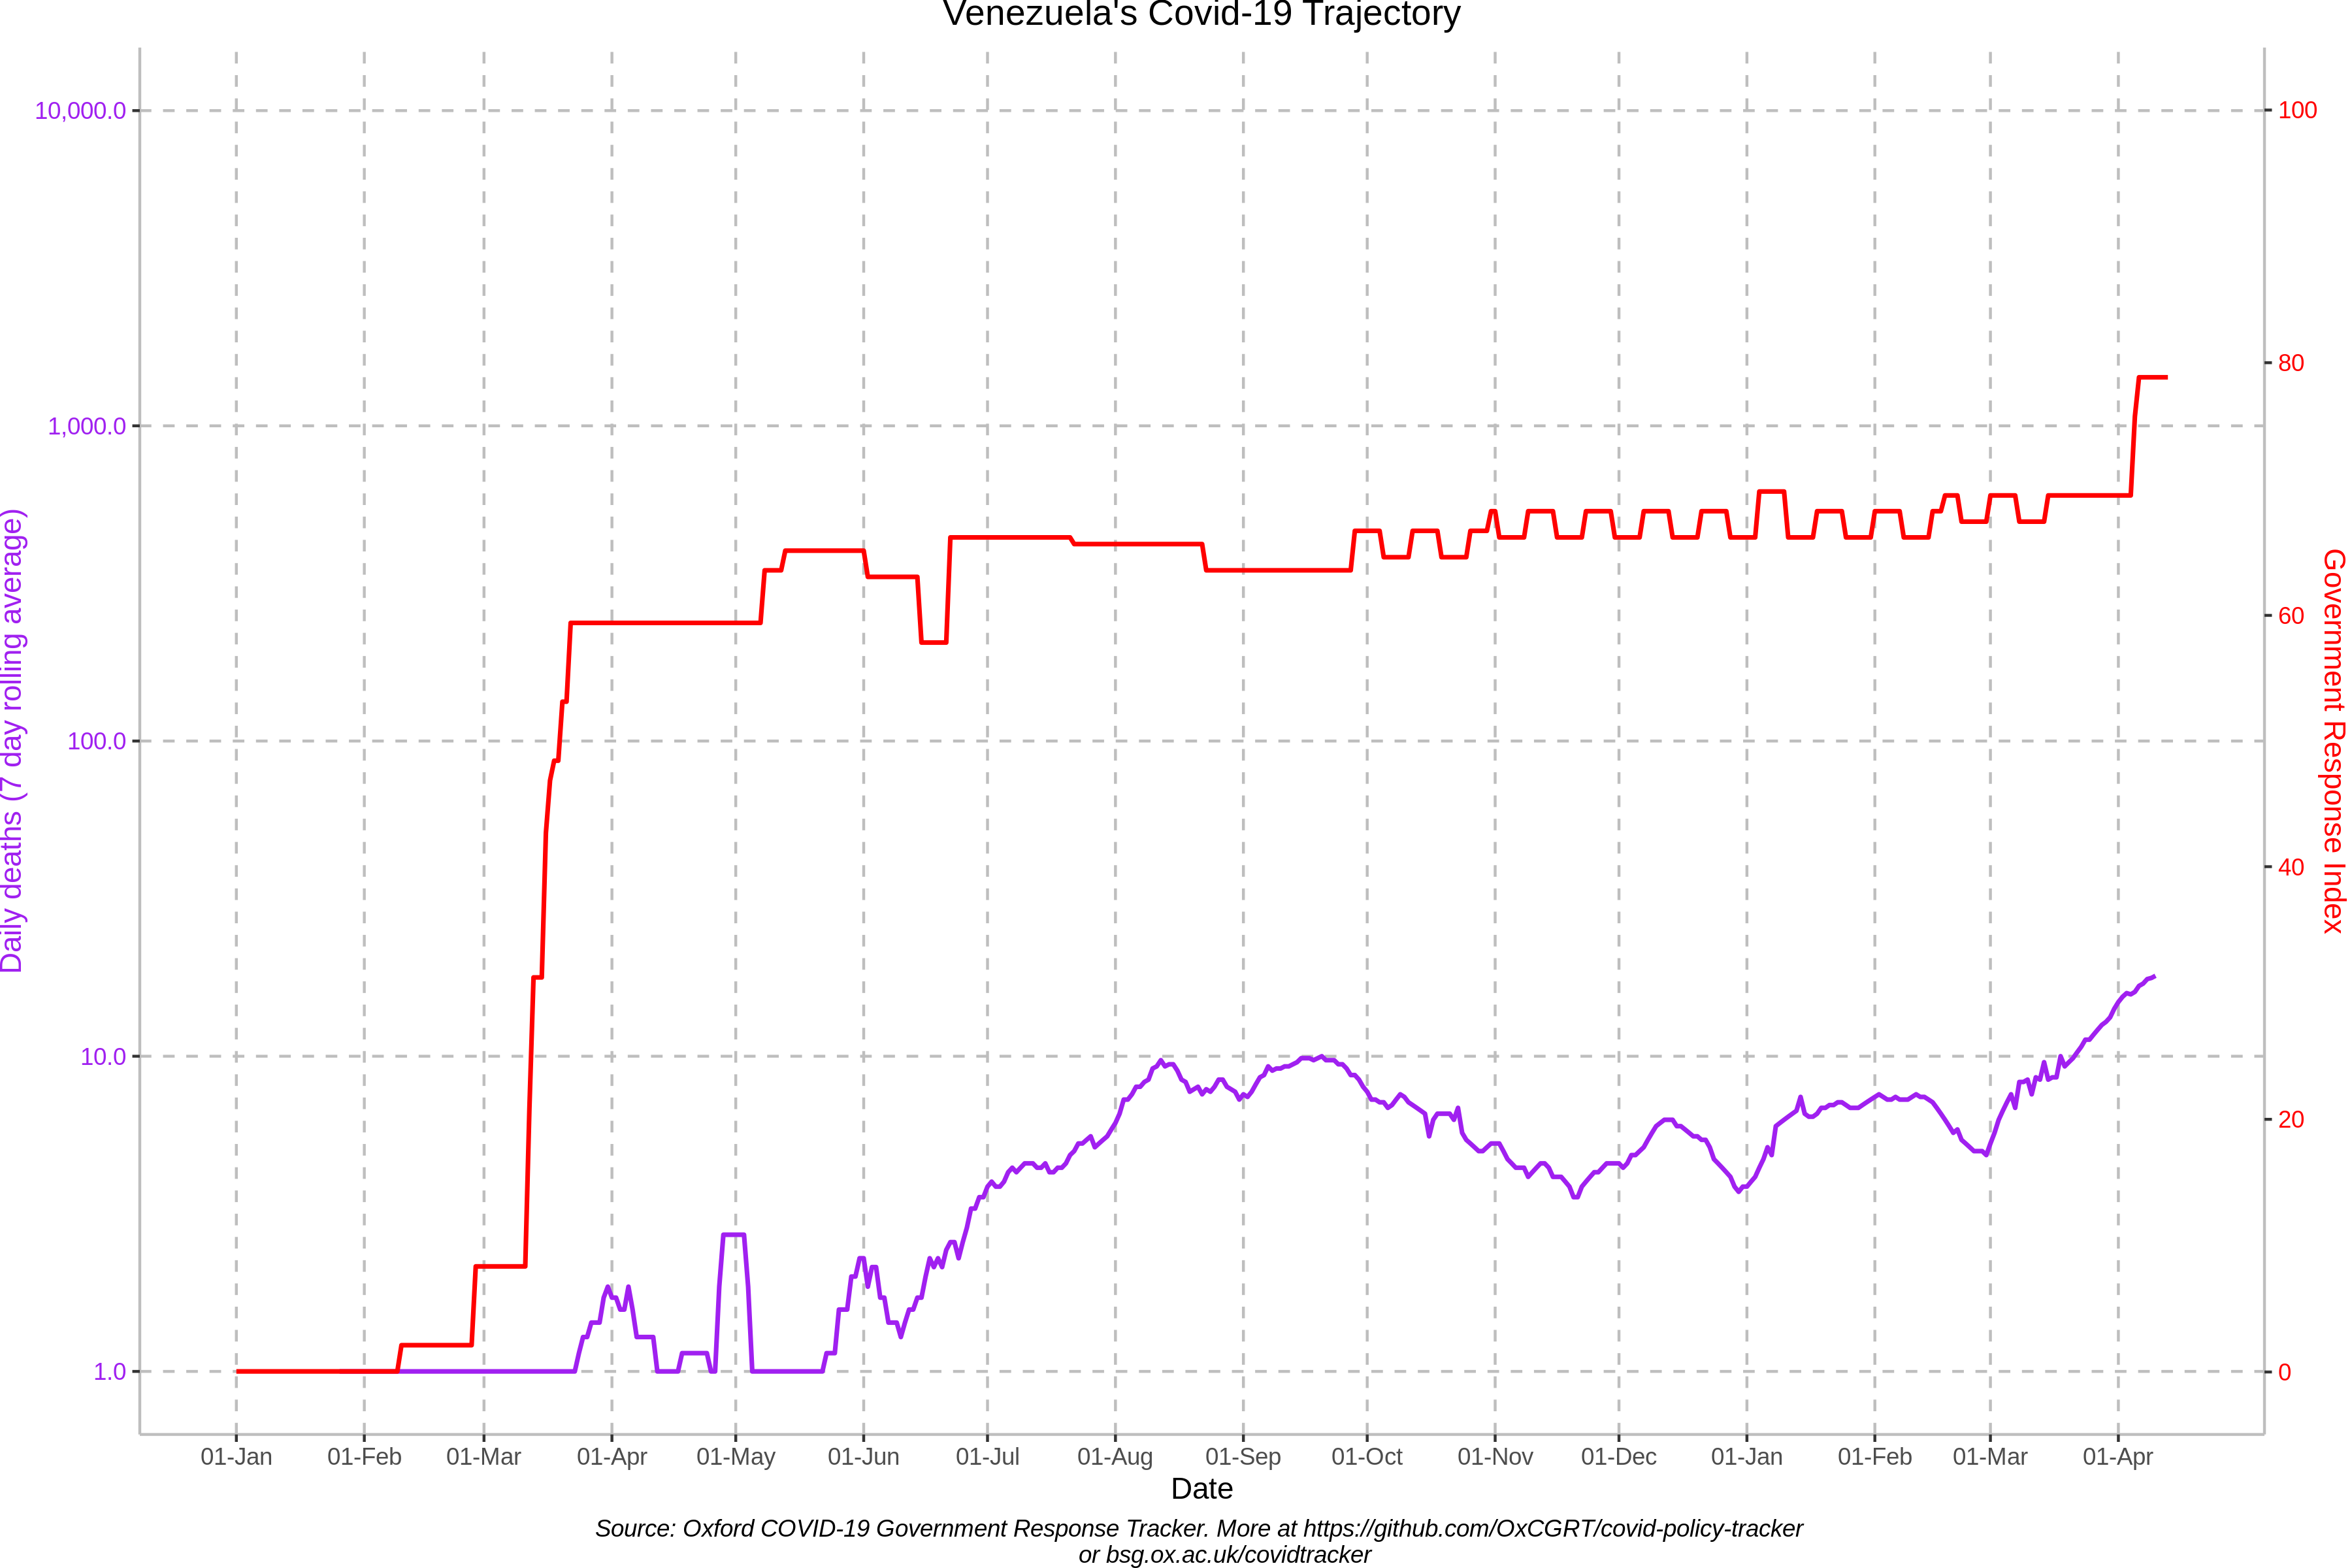 Venezuela's Covid-19 Trajectory
10,000.0
1,000.0
100.0
10.0
1.0
Daily deaths (7 day rolling average)
100
80
60
40
20
0
Government Response Index
01-Jan
01-Feb
01-Mar
01-Apr
01-May
01-Jun
01-Jul
01-Aug
01-Sep
01-Oct
01-Nov
01-Dec
01-Jan
01-Feb
01-Mar
01-Apr
Date
Source: Oxford COVID-19 Government Response Tracker. More at https://github.com/OxCGRT/covid-policy-tracker
or bsg.ox.ac.uk/covidtracker